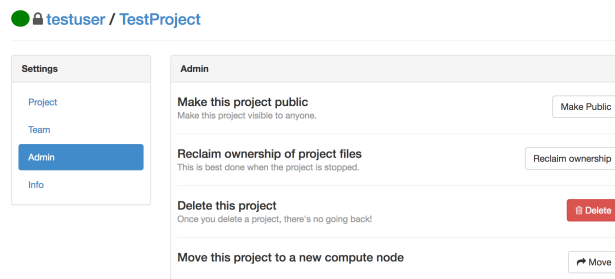 testuser / TestProject
Settings
Project
Team
Admin
Info
Admin
Make this project public
Make this project visible to anyone.
Make Public
Reclaim ownership of project files
This is best done when the project is stopped.
Reclaim ownership
Delete this project
Once you delete a project, there's no going back!
Delete
Move this project to a new compute node
Move